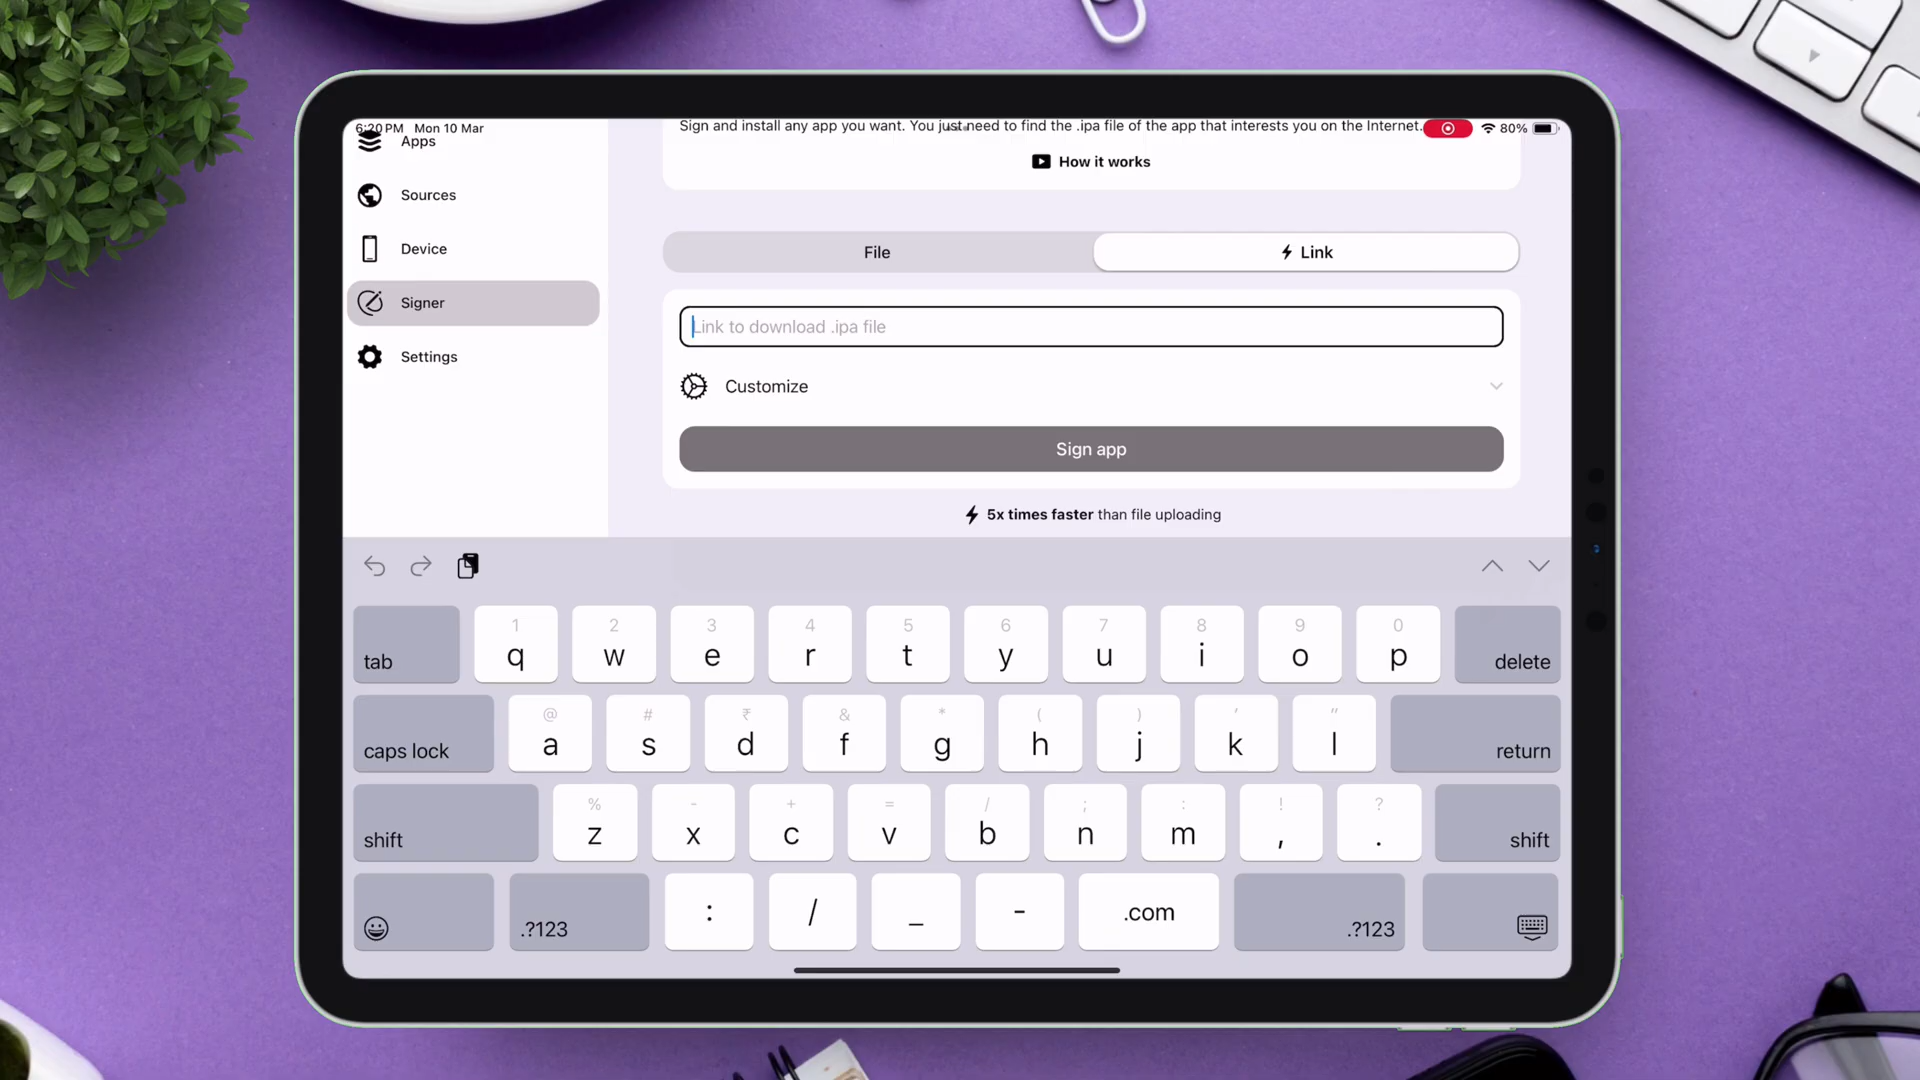 6:20 PM Mon 10 Mar
80%
Apps
Sources
Device
Signer
Settings
Sign and install any app you want. You just need to find the .ipa file of the app that interests you on the Internet.
How it works
File
Link
Link to download .ipa file
Customize
Sign app
5x times faster than file uploading
tab
1 2 3 4 5 6 7 8 9 0
q w e r t y u i o p
delete
@ # ₹ & * ( ) ' "
caps lock a s d f g h j k l return
% - + = / ; : ! ?
shift z x c v b n m , . shift
.?123 : / _ - .com .?123